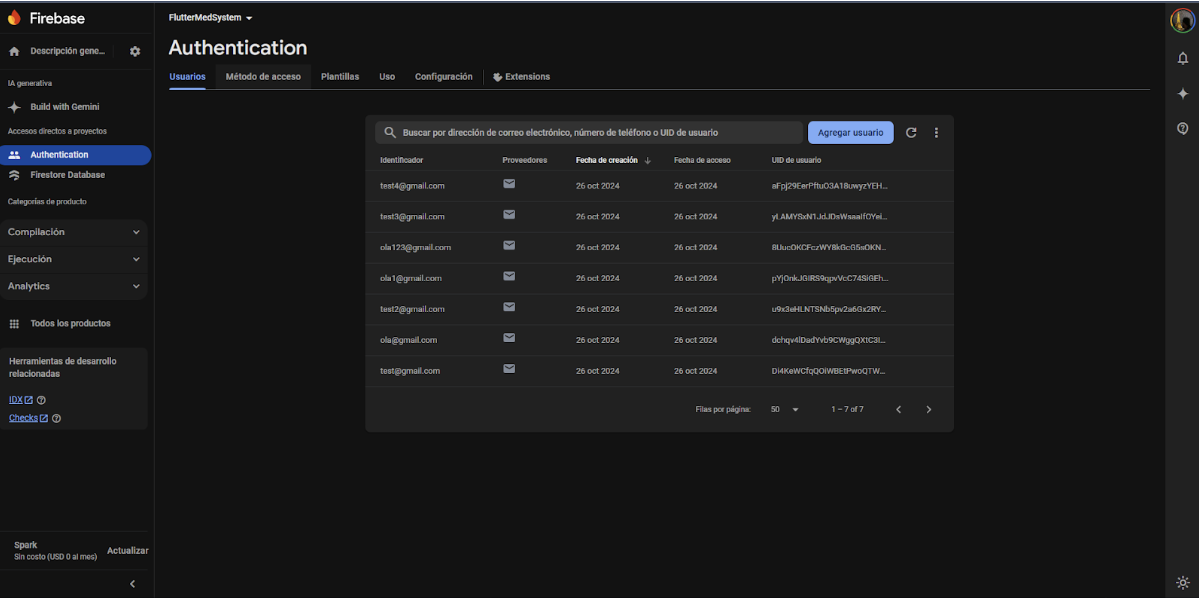 Firebase
FlutterMedSystem
Descripción gene...
Authentication
IA generativa
Usuarios Método de acceso Plantillas Uso Configuración Extensions
Build with Gemini
Accesos directos a proyectos
Authentication
Firestore Database
Categorías de producto
Compilación
Ejecución
Analytics
Todos los productos
Herramientas de desarrollo
relacionadas
IDX
Checks
Spark
Sin costo (USD 0 al mes) Actualizar
Buscar por dirección de correo electrónico, número de teléfono o UID de usuario Agregar usuario
Identificador Proveedores Fecha de creación Fecha de acceso UID de usuario
test4@gmail.com 26 oct 2024 26 oct 2024
test3@gmail.com 26 oct 2024 26 oct 2024
ola123@gmail.com 26 oct 2024 26 oct 2024
ola1@gmail.com 26 oct 2024 26 oct 2024
test2@gmail.com 26 oct 2024 26 oct 2024
ola@gmail.com 26 oct 2024 26 oct 2024
test@gmail.com 26 oct 2024 26 oct 2024
Filas por página: 50 1 – 7 of 7